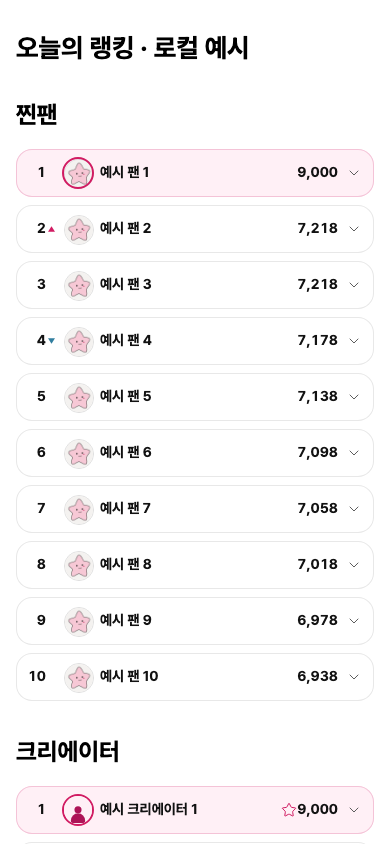 오늘의 랭킹 · 로컬 예시
찐팬
1 예시 팬 1 9,000
2 예시 팬 2 7,218
3 예시 팬 3 7,218
4 예시 팬 4 7,178
5 예시 팬 5 7,138
6 예시 팬 6 7,098
7 예시 팬 7 7,058
8 예시 팬 8 7,018
9 예시 팬 9 6,978
10 예시 팬 10 6,938
크리에이터
1 예시 크리에이터 1 9,000